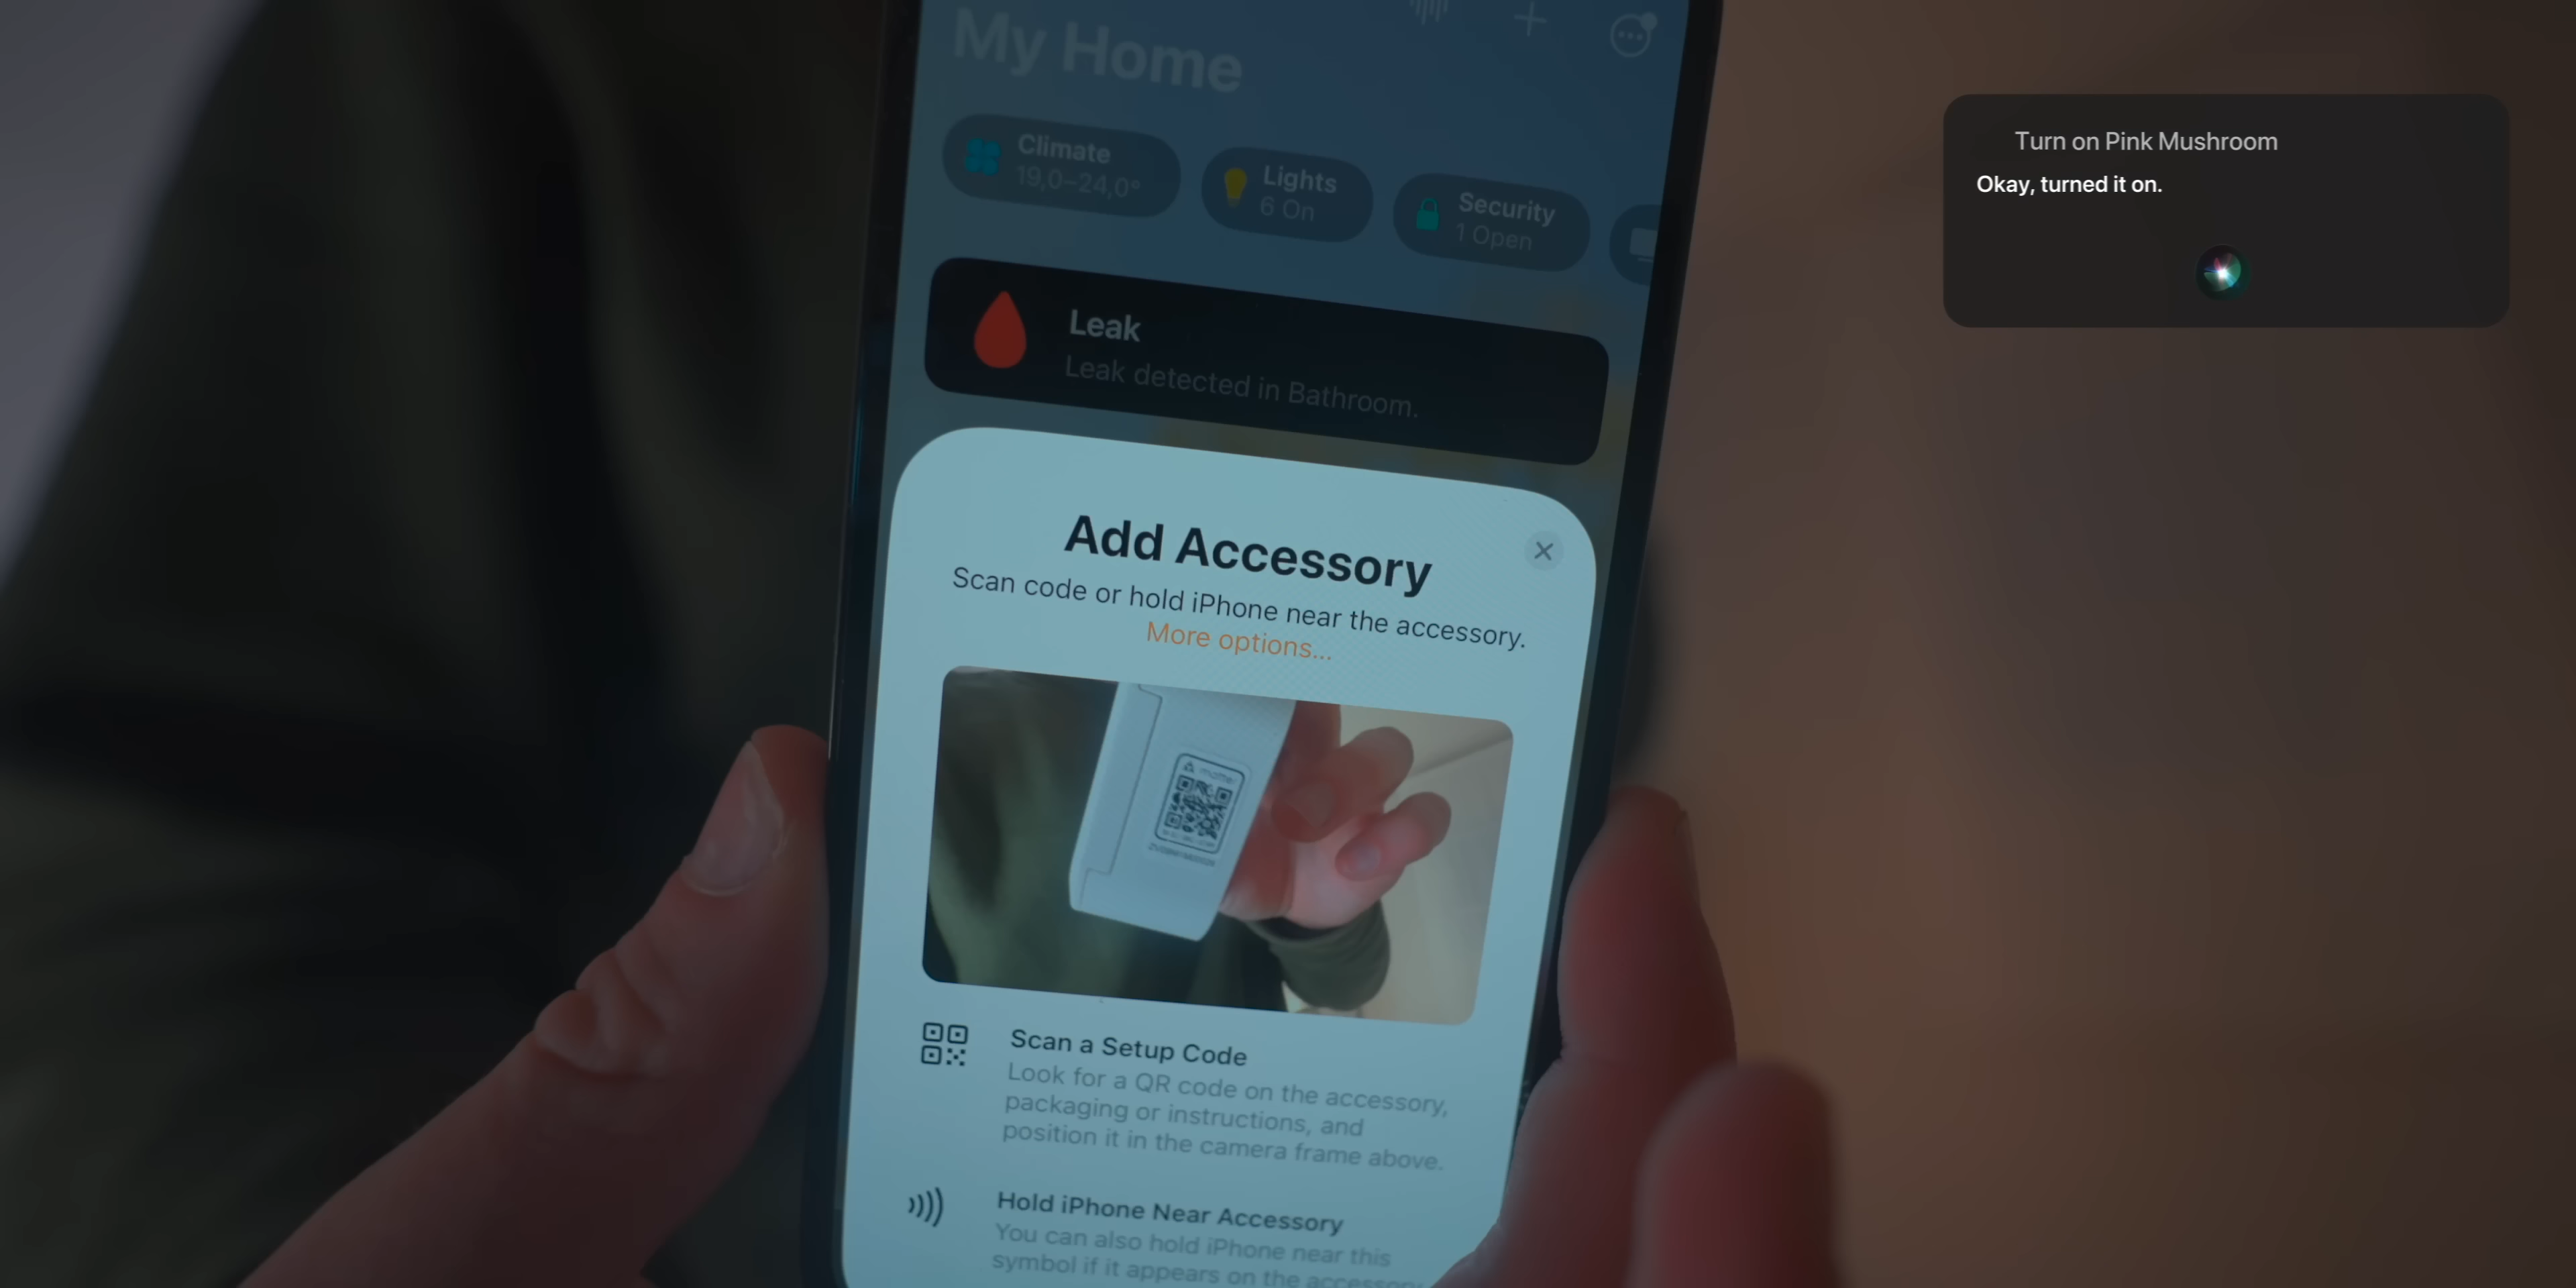 My Home
Climate
19,0–24,0°
Lights
6 On
Security
1 Open
Leak
Leak detected in Bathroom.
Add Accessory
Scan code or hold iPhone near the accessory.
More options...
matter
Scan a Setup Code
Look for a QR code on the accessory,
packaging or instructions, and
position it in the camera frame above.
Hold iPhone Near Accessory
You can also hold iPhone near this
symbol if it appears on the accessory
Turn on Pink Mushroom
Okay, turned it on.